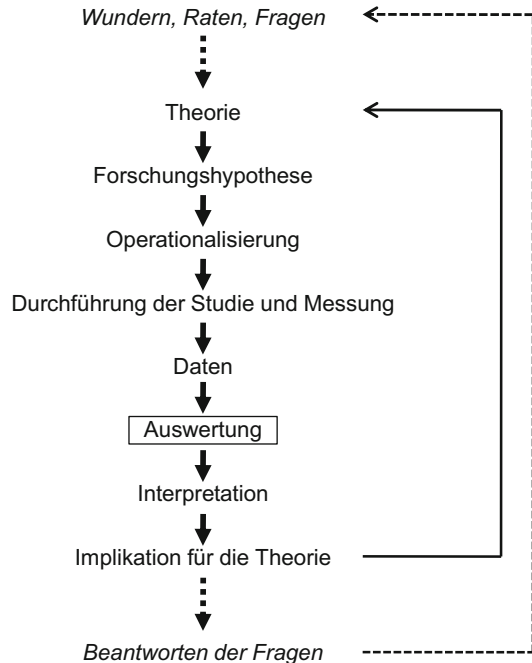 Wundern, Raten, Fragen
Theorie
Forschungshypothese
Operationalisierung
Durchführung der Studie und Messung
Daten
Auswertung
Interpretation
Implikation für die Theorie
Beantworten der Fragen